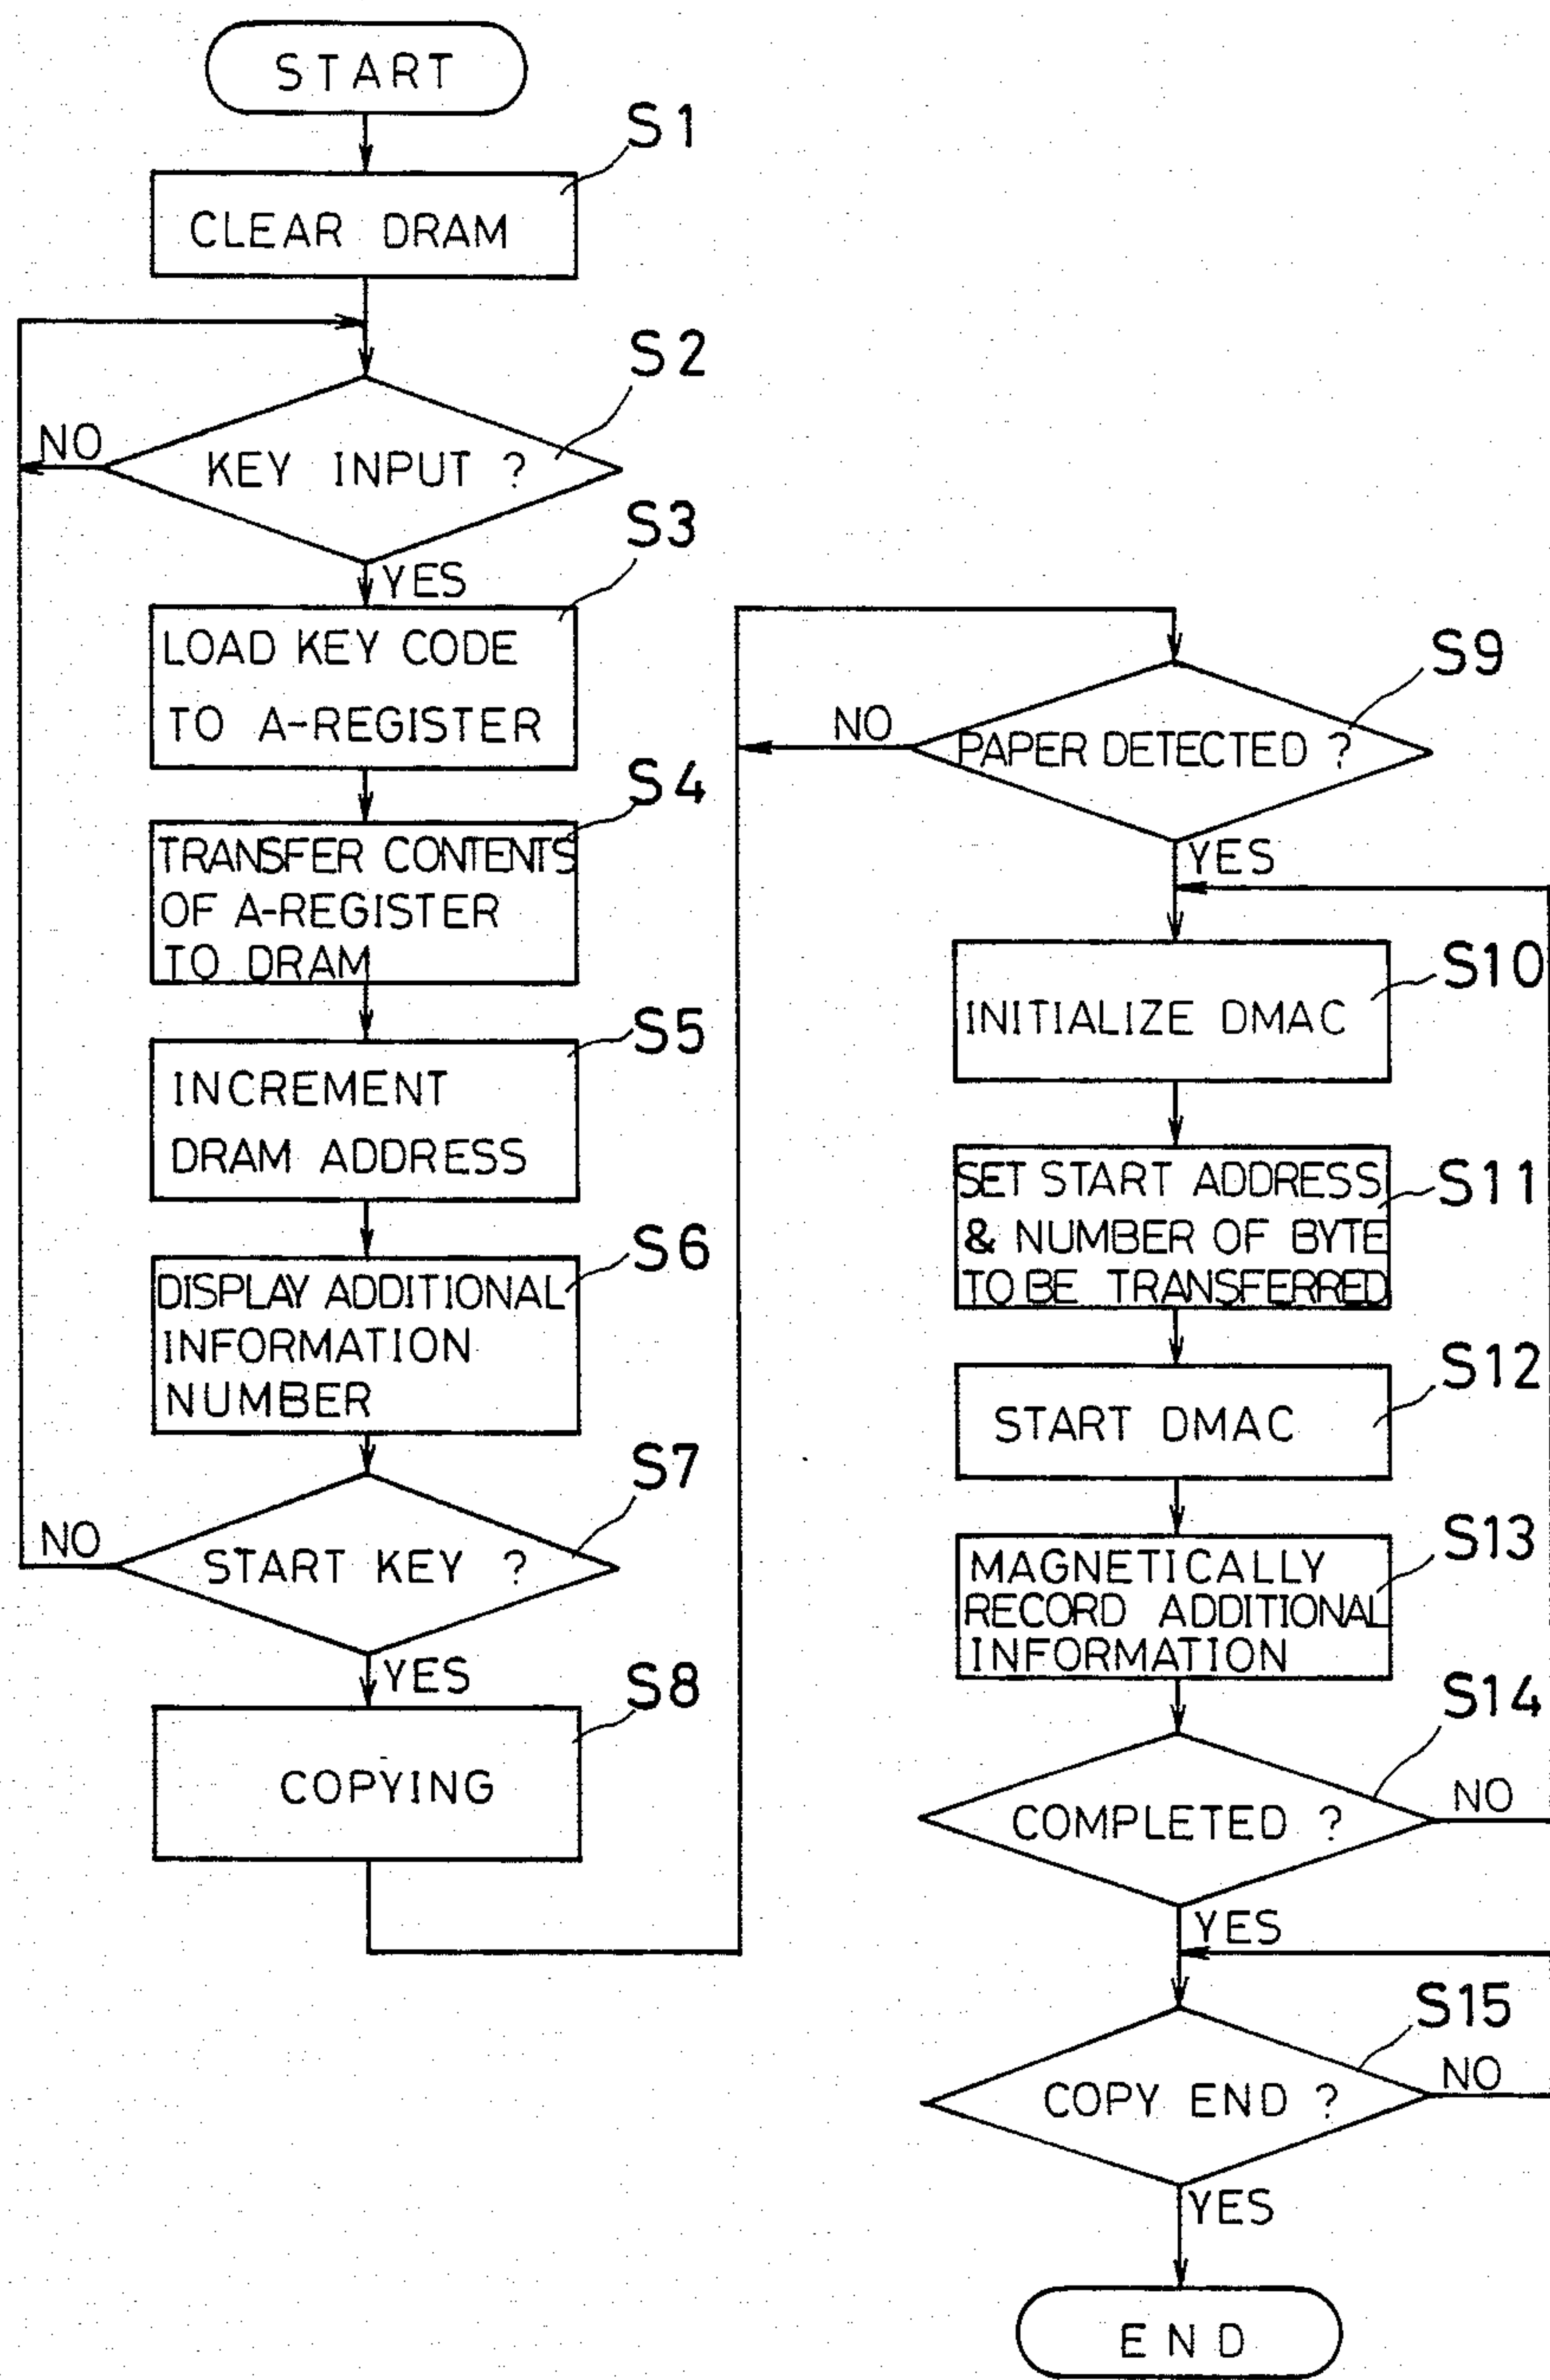 START
S1
CLEAR DRAM
S2
NO
KEY INPUT ?
YES
S3
LOAD KEY CODE
TO A-REGISTER
S4
TRANSFER CONTENTS
OF A-REGISTER
TO DRAM
S5
INCREMENT
DRAM ADDRESS
S6
DISPLAY ADDITIONAL
INFORMATION
NUMBER
S7
NO
START KEY ?
YES
S8
COPYING
S9
NO
PAPER DETECTED ?
YES
S10
INITIALIZE DMAC
S11
SET START ADDRESS
& NUMBER OF BYTE
TO BE TRANSFERRED
S12
START DMAC
S13
MAGNETICALLY
RECORD ADDITIONAL
INFORMATION
S14
NO
COMPLETED ?
YES
S15
NO
COPY END ?
YES
END